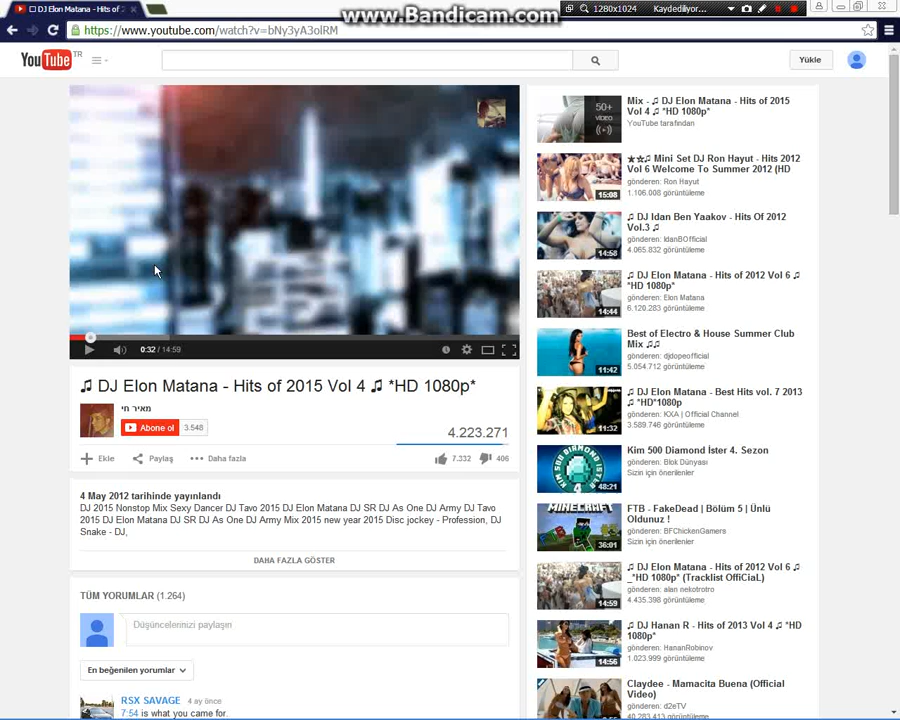 DJ Elon Matana - Hits of 2
www.Bandicam.com
1280x1024
Kaydediliyor...
https://www.youtube.com/watch?v=bNy3yA3olRM
YouTube TR
Yükle
0:32 / 14:59
♫ DJ Elon Matana - Hits of 2015 Vol 4 ♫ *HD 1080p*
מאיר חי
Abone ol 3.548
4.223.271
Ekle Paylaş Daha fazla 7.332 406
4 May 2012 tarihinde yayınlandı
DJ 2015 Nonstop Mix Sexy Dancer DJ Tavo 2015 DJ Elon Matana DJ SR DJ As One DJ Army DJ Tavo
2015 DJ Elon Matana DJ SR DJ As One DJ Army Mix 2015 new year 2015 Disc jockey - Profession, DJ
Snake - DJ,
DAHA FAZLA GÖSTER
TÜM YORUMLAR (1.264)
Düşüncelerinizi paylaşın
En beğenilen yorumlar
RSX SAVAGE 4 ay önce
7:54 is what you came for.
50+
VIDEO
Mix - ♫ DJ Elon Matana - Hits of 2015
Vol 4 ♫ *HD 1080p*
YouTube tarafından
15:08
★☆♫ Mini Set DJ Ron Hayut - Hits 2012
Vol 6 Welcome To Summer 2012 (HD
gönderen: Ron Hayut
1.106.008 görüntüleme
14:58
♫ DJ Idan Ben Yaakov - Hits Of 2012
Vol.3 ♫
gönderen: IdanBOfficial
4.065.832 görüntüleme
14:44
♫ DJ Elon Matana - Hits of 2012 Vol 6 ♫
*HD 1080p*
gönderen: Elon Matana
6.120.283 görüntüleme
11:42
Best of Electro & House Summer Club
Mix ♫♫
gönderen: djdopeofficial
5.054.712 görüntüleme
11:32
♫ DJ Elon Matana - Best Hits vol. 7 2013
♫ *HD*1080p
gönderen: KXA | Official Channel
3.589.746 görüntüleme
48:21
Kim 500 Diamond İster 4. Sezon
gönderen: Blok Dünyası
Sizin için önerilenler
MINECRAFT
36:01
FTB - FakeDead | Bölüm 5 | Ünlü
Oldunuz !
gönderen: BFChickenGamers
Sizin için önerilenler
14:59
♫ DJ Elon Matana - Hits of 2012 Vol 6 ♫
_*HD 1080p* (Tracklist OffiCiaL)
gönderen: alan nekotrotro
4.435.398 görüntüleme
14:56
♫ DJ Hanan R - Hits of 2013 Vol 4 ♫ *HD
1080p*
gönderen: HananRobinov
1.023.999 görüntüleme
Claydee - Mamacita Buena (Official
Video)
gönderen: d2eTV
40.283.413 görüntüleme